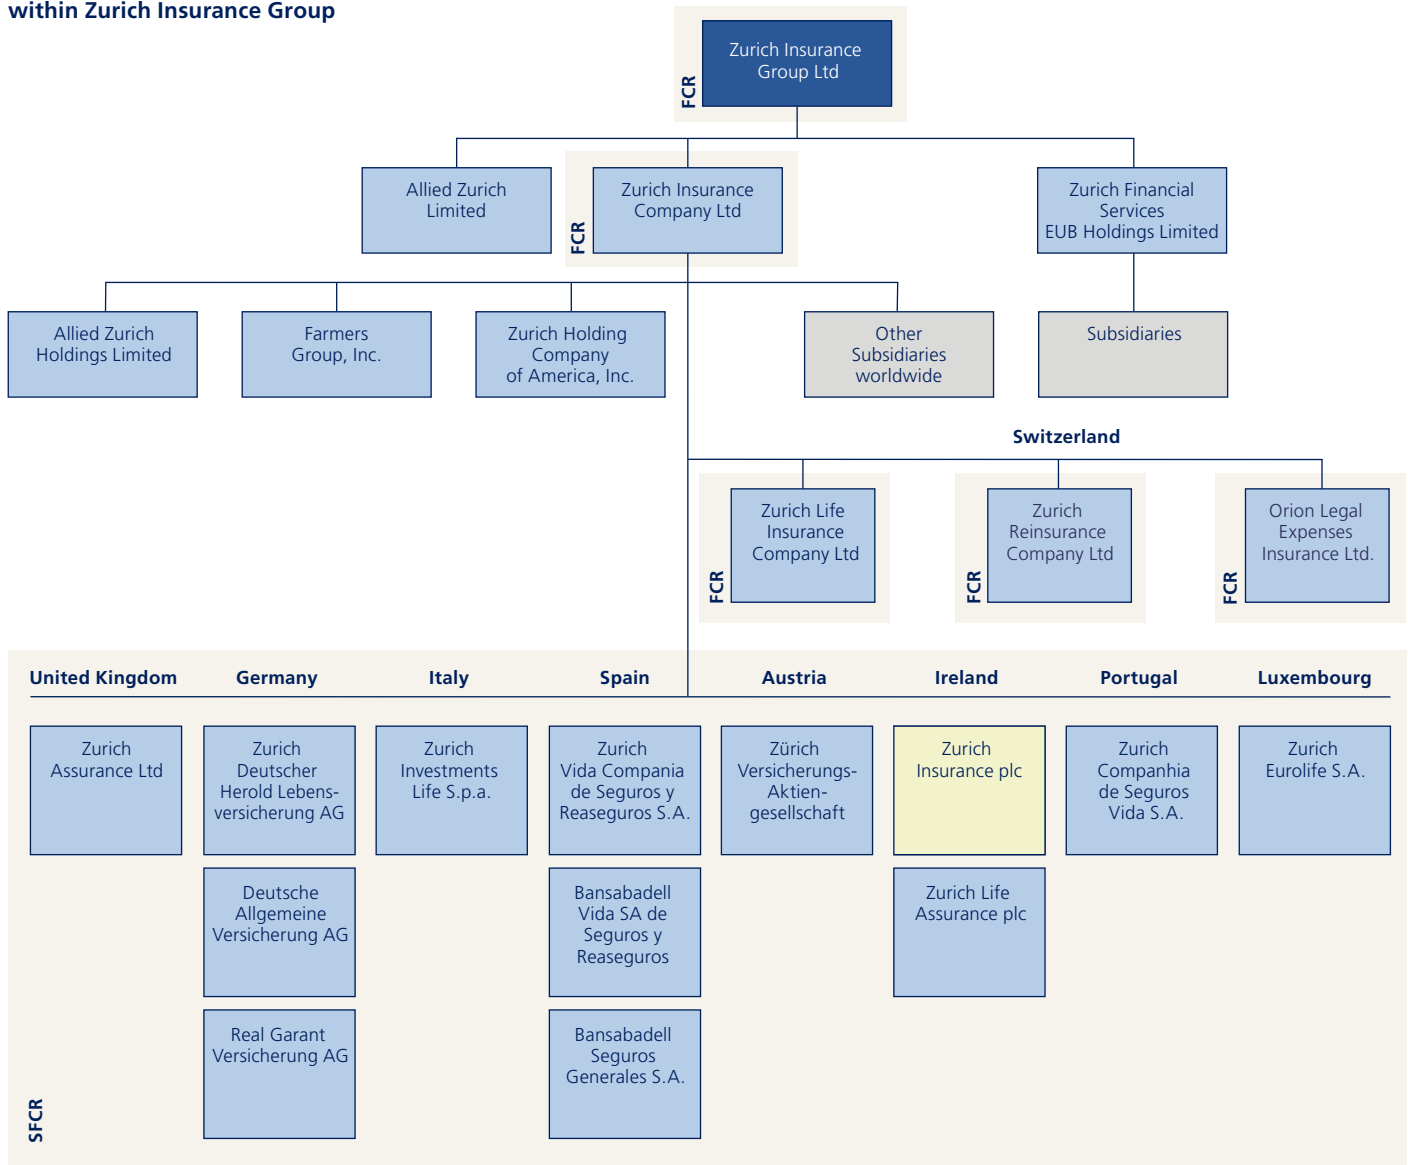 within Zurich Insurance Group
FCR
Zurich Insurance
Group Ltd
Allied Zurich
Limited
FCR
Zurich Insurance
Company Ltd
Zurich Financial
Services
EUB Holdings Limited
Allied Zurich
Holdings Limited
Farmers
Group, Inc.
Zurich Holding
Company
of America, Inc.
Other
Subsidiaries
worldwide
Subsidiaries
Switzerland
FCR
Zurich Life
Insurance
Company Ltd
FCR
Zurich
Reinsurance
Company Ltd
FCR
Orion Legal
Expenses
Insurance Ltd.
United Kingdom
Germany
Italy
Spain
Austria
Ireland
Portugal
Luxembourg
Zurich
Assurance Ltd
Zurich
Deutscher
Herold Lebens-
versicherung AG
Zurich
Investments
Life S.p.a.
Zurich
Vida Compania
de Seguros y
Reaseguros S.A.
Zürich
Versicherungs-
Aktien-
gesellschaft
Zurich
Insurance plc
Zurich
Companhia
de Seguros
Vida S.A.
Zurich
Eurolife S.A.
Deutsche
Allgemeine
Versicherung AG
Bansabadell
Vida SA de
Seguros y
Reaseguros
Zurich Life
Assurance plc
Real Garant
Versicherung AG
Bansabadell
Seguros
Generales S.A.
SFCR